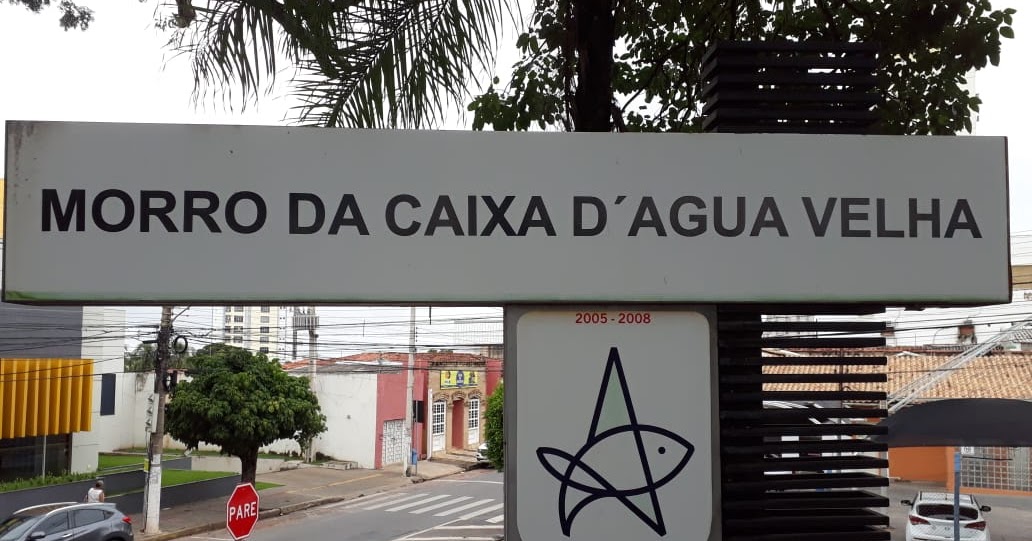 MORRO DA CAIXA D´AGUA VELHA
2005 - 2008
PARE